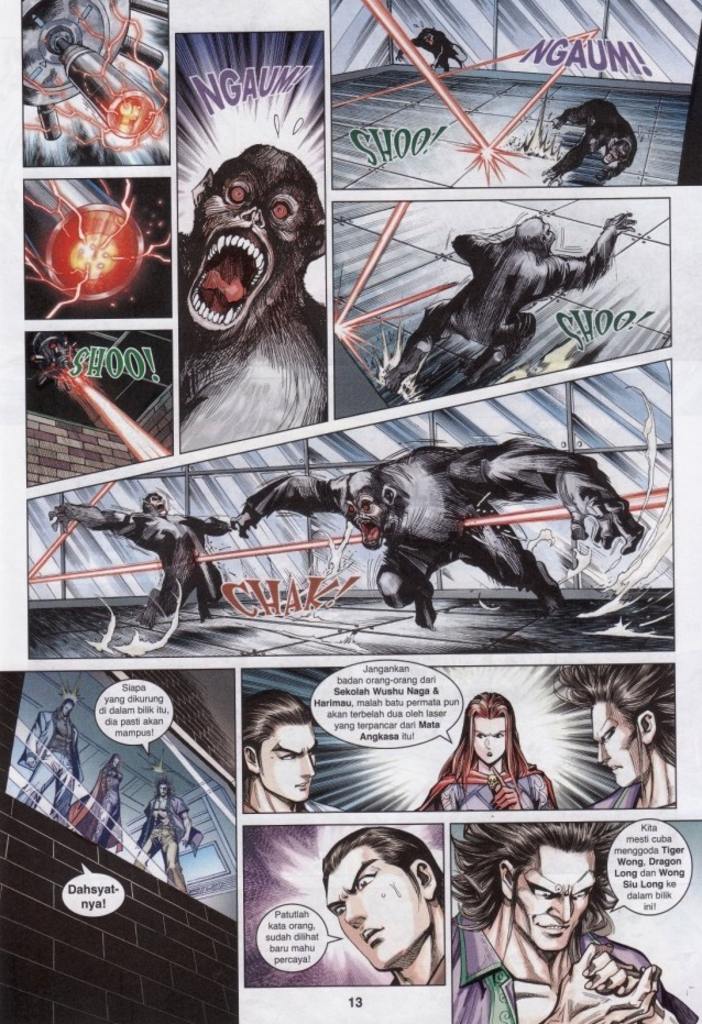 NGAUM!
NGAUM!
SHOO!
SHOO!
SHOO!
CHAK!
Siapa
yang dikurung
di dalam bilik itu,
dia pasti akan
mampus!
Dahsyat-
nya!
Jangankan
badan orang-orang dari
Sekolah Wushu Naga &
Harimau, malah batu permata pun
akan terbelah dua oleh laser
yang terpancar dari Mata
Angkasa itu!
Patutlah
kata orang,
sudah dilihat
baru mahu
percaya!
Kita
mesti cuba
menggoda Tiger
Wong, Dragon
Long dan Wong
Siu Long ke
dalam bilik
ini!
13